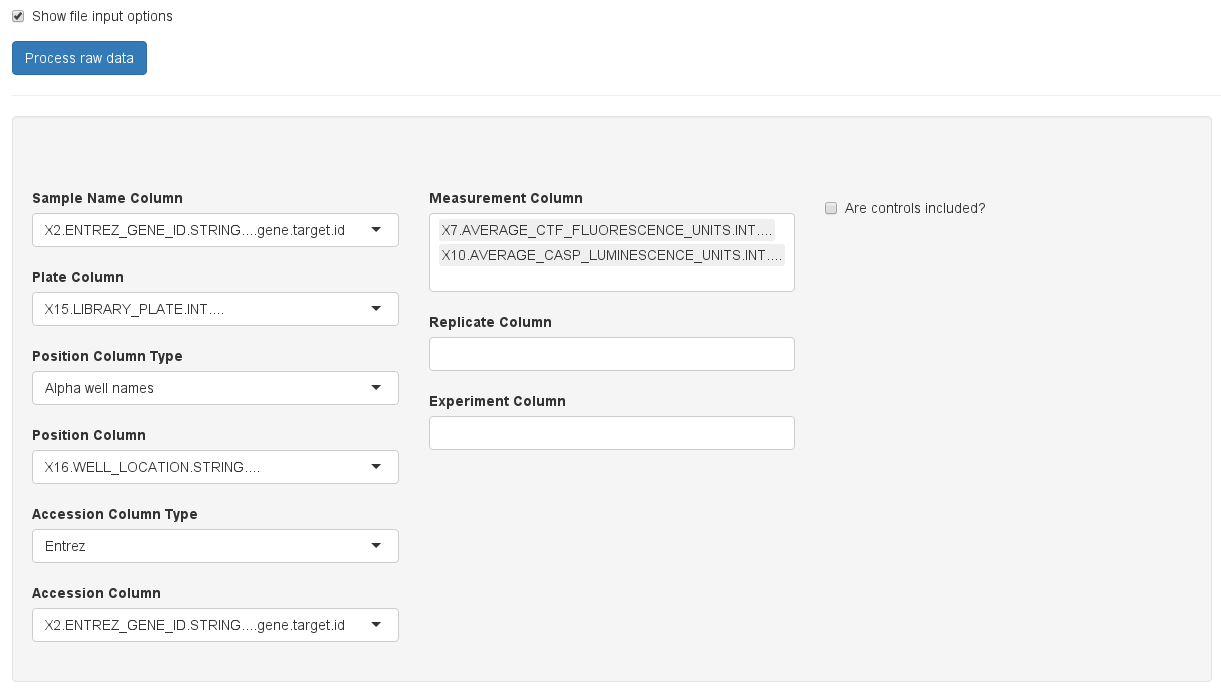 Show file input options
Process raw data
Sample Name Column
X2.ENTREZ_GENE_ID.STRING....gene.target.id
Plate Column
X15.LIBRARY_PLATE.INT....
Position Column Type
Alpha well names
Position Column
X16.WELL_LOCATION.STRING....
Accession Column Type
Entrez
Accession Column
X2.ENTREZ_GENE_ID.STRING....gene.target.id
Measurement Column
X7.AVERAGE_CTF_FLUORESCENCE_UNITS.INT....
X10.AVERAGE_CASP_LUMINESCENCE_UNITS.INT....
Replicate Column
Experiment Column
Are controls included?